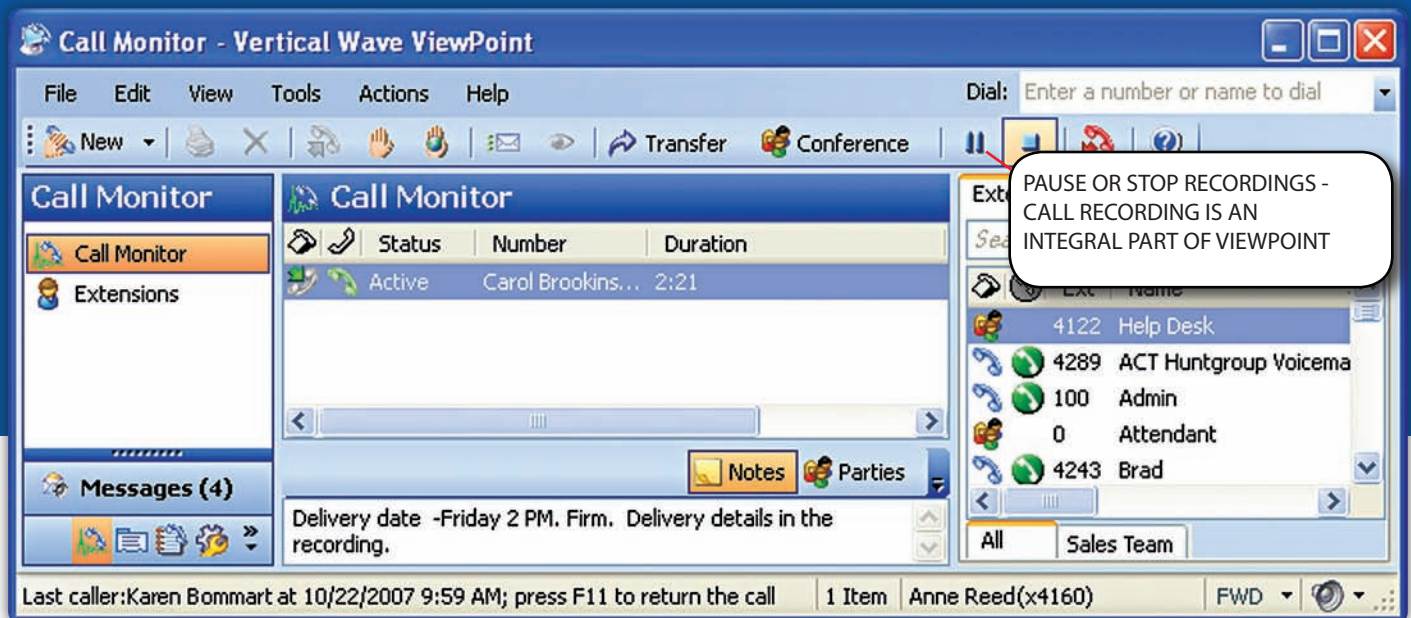 Call Monitor - Vertical Wave ViewPoint
File Edit View Tools Actions Help
Dial: Enter a number or name to dial
New Transfer Conference
PAUSE OR STOP RECORDINGS -
CALL RECORDING IS AN
INTEGRAL PART OF VIEWPOINT
Call Monitor
Call Monitor
Extensions
Messages (4)
Call Monitor
Status Number Duration
Active Carol Brookins... 2:21
Notes Parties
Delivery date -Friday 2 PM. Firm. Delivery details in the
recording.
Ext Name
4122 Help Desk
4289 ACT Huntgroup Voicema
100 Admin
0 Attendant
4243 Brad
All Sales Team
Last caller:Karen Bommart at 10/22/2007 9:59 AM; press F11 to return the call 1 Item Anne Reed(x4160) FWD